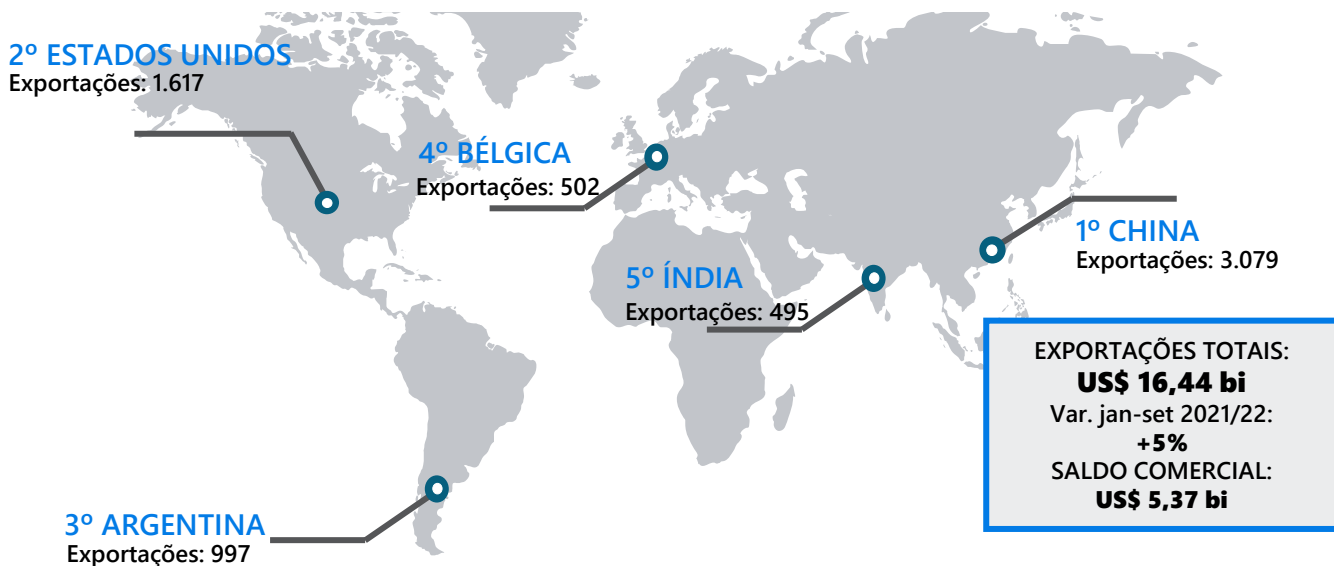 2º ESTADOS UNIDOS
Exportações: 1.617
4º BÉLGICA
Exportações: 502
1º CHINA
Exportações: 3.079
5º ÍNDIA
Exportações: 495
EXPORTAÇÕES TOTAIS:
US$ 16,44 bi
Var. jan-set 2021/22:
+5%
SALDO COMERCIAL:
US$ 5,37 bi
3º ARGENTINA
Exportações: 997